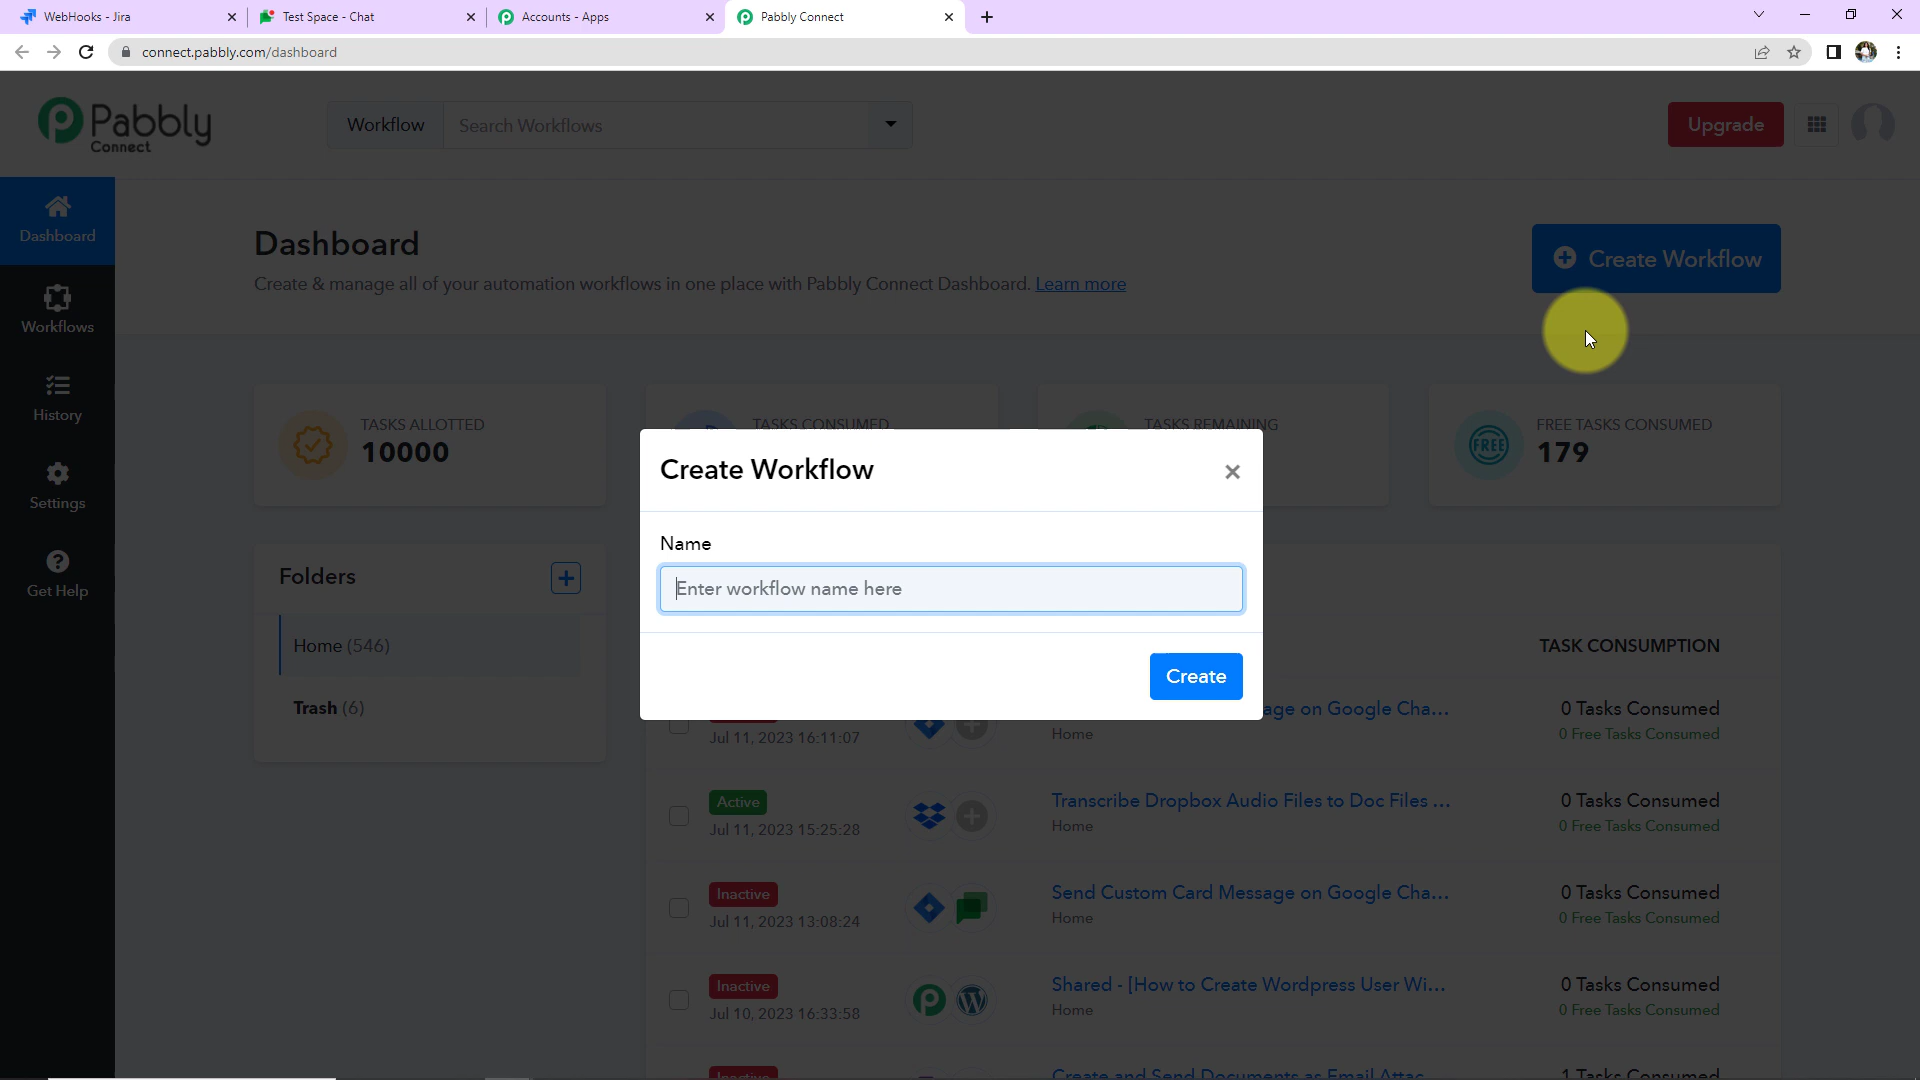 WebHooks - Jira
Test Space - Chat
Accounts - Apps
Pabbly Connect
connect.pabbly.com/dashboard
Pabbly
Connect
Workflow
Search Workflows
Upgrade
Dashboard
Workflows
History
Settings
Get Help
Dashboard
Create & manage all of your automation workflows in one place with Pabbly Connect Dashboard. Learn more
Create Workflow
TASKS ALLOTTED
10000
TASKS CONSUMED
TASKS REMAINING
FREE
FREE TASKS CONSUMED
179
Create Workflow
Name
Enter workflow name here
Create
Folders
Home (546)
Trash (6)
TASK CONSUMPTION
Jul 11, 2023 16:11:07
age on Google Cha...
Home
0 Tasks Consumed
0 Free Tasks Consumed
Active
Jul 11, 2023 15:25:28
Transcribe Dropbox Audio Files to Doc Files ...
Home
0 Tasks Consumed
0 Free Tasks Consumed
Inactive
Jul 11, 2023 13:08:24
Send Custom Card Message on Google Cha...
Home
0 Tasks Consumed
0 Free Tasks Consumed
Inactive
Jul 10, 2023 16:33:58
Shared - [How to Create Wordpress User Wi...
Home
0 Tasks Consumed
0 Free Tasks Consumed
Inactive
Create and Send Documents as Email Attac...
1 Tasks Consumed